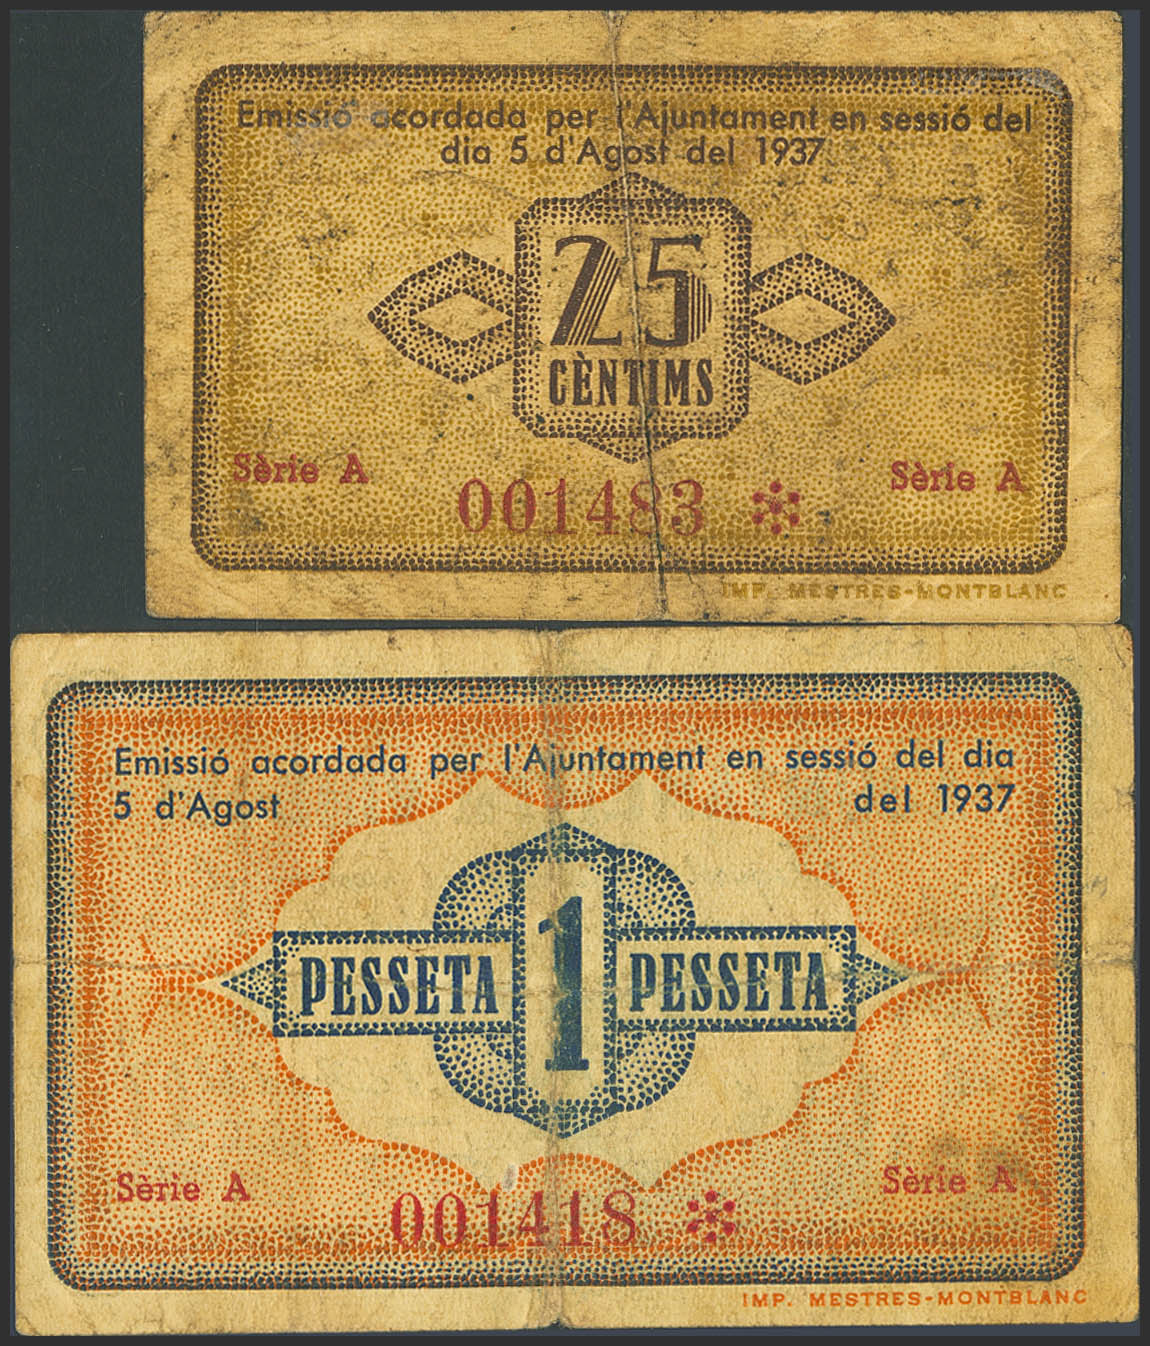 Emissió acordada per l'Ajuntament en sessió del
dia 5 d'Agost del 1937
25
CÈNTIMS
Sèrie A
Sèrie A
001483
IMP. MESTRES-MONTBLANC
Emissió acordada per l'Ajuntament en sessió del dia
5 d'Agost del 1937
PESSETA 1 PESSETA
Sèrie A
Sèrie A
001418
IMP. MESTRES-MONTBLANC